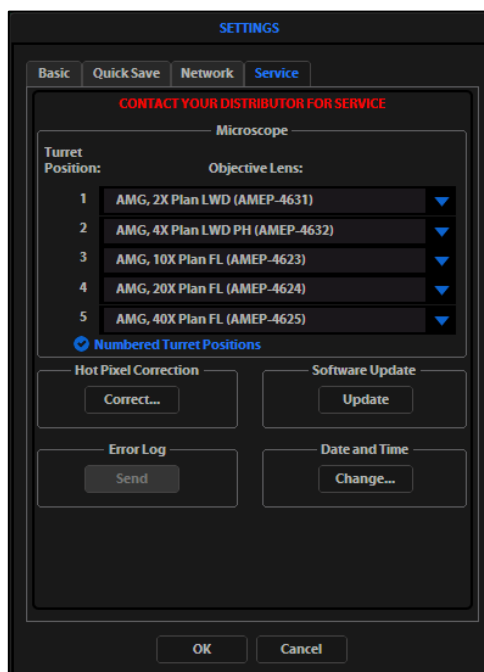 SETTINGS
Basic Quick Save Network Service
CONTACT YOUR DISTRIBUTOR FOR SERVICE
Microscope
Turret
Position: Objective Lens:
1 AMG, 2X Plan LWD (AMEP-4631)
2 AMG, 4X Plan LWD PH (AMEP-4632)
3 AMG, 10X Plan FL (AMEP-4623)
4 AMG, 20X Plan FL (AMEP-4624)
5 AMG, 40X Plan FL (AMEP-4625)
Numbered Turret Positions
Hot Pixel Correction Software Update
Correct... Update
Error Log Date and Time
Send Change...
OK Cancel